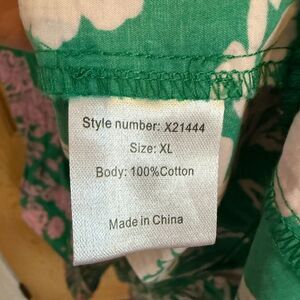 Style number: X21444
Size: XL
Body: 100%Cotton
Made in China